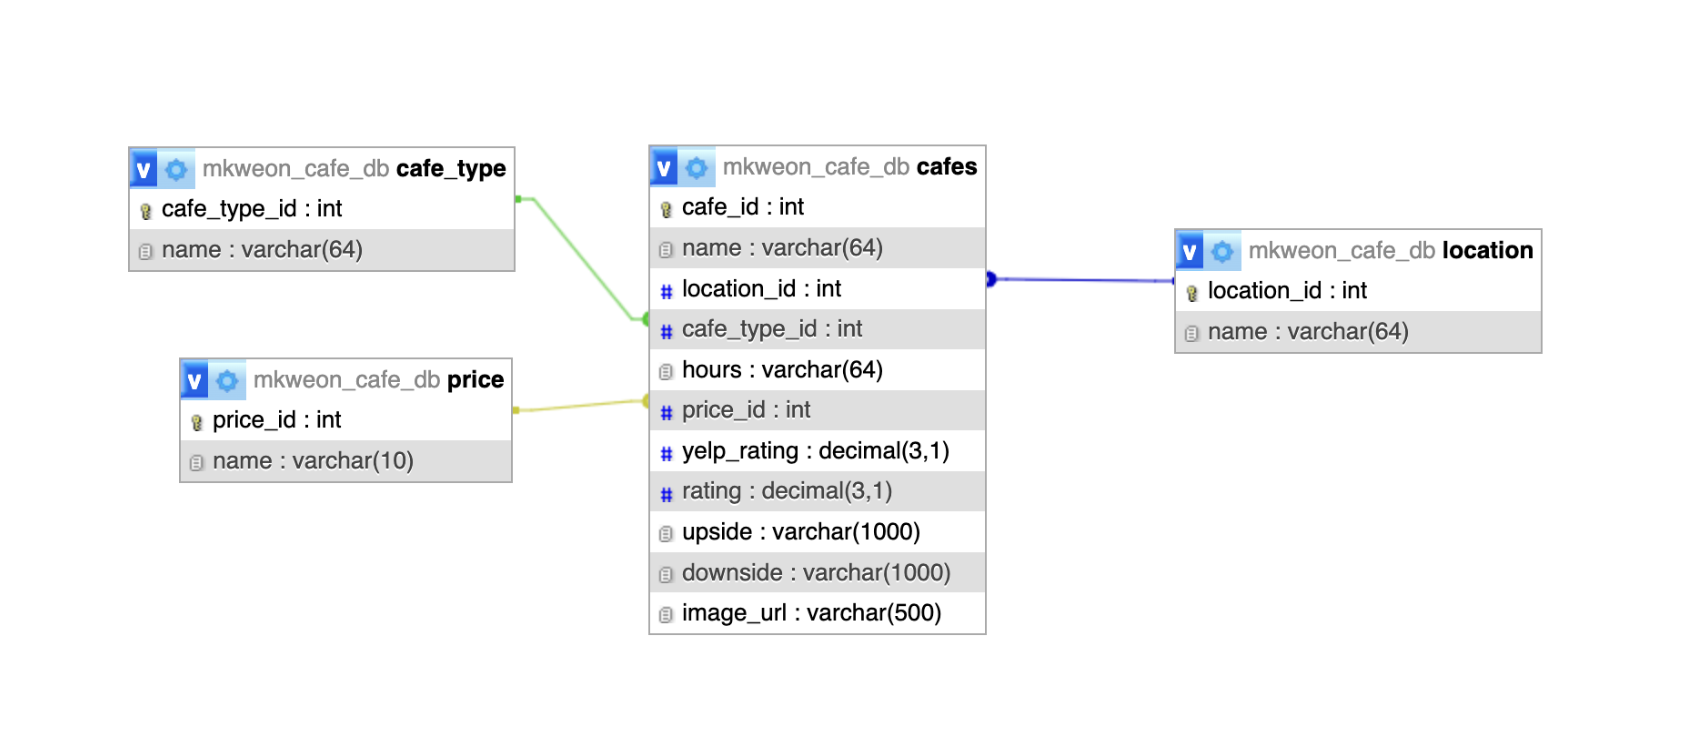 v mkweon_cafe_db cafe_type
cafe_type_id : int
name : varchar(64)
v mkweon_cafe_db price
price_id : int
name : varchar(10)
v mkweon_cafe_db cafes
cafe_id : int
name : varchar(64)
# location_id : int
# cafe_type_id : int
hours : varchar(64)
# price_id : int
# yelp_rating : decimal(3,1)
# rating : decimal(3,1)
upside : varchar(1000)
downside : varchar(1000)
image_url : varchar(500)
v mkweon_cafe_db location
location_id : int
name : varchar(64)